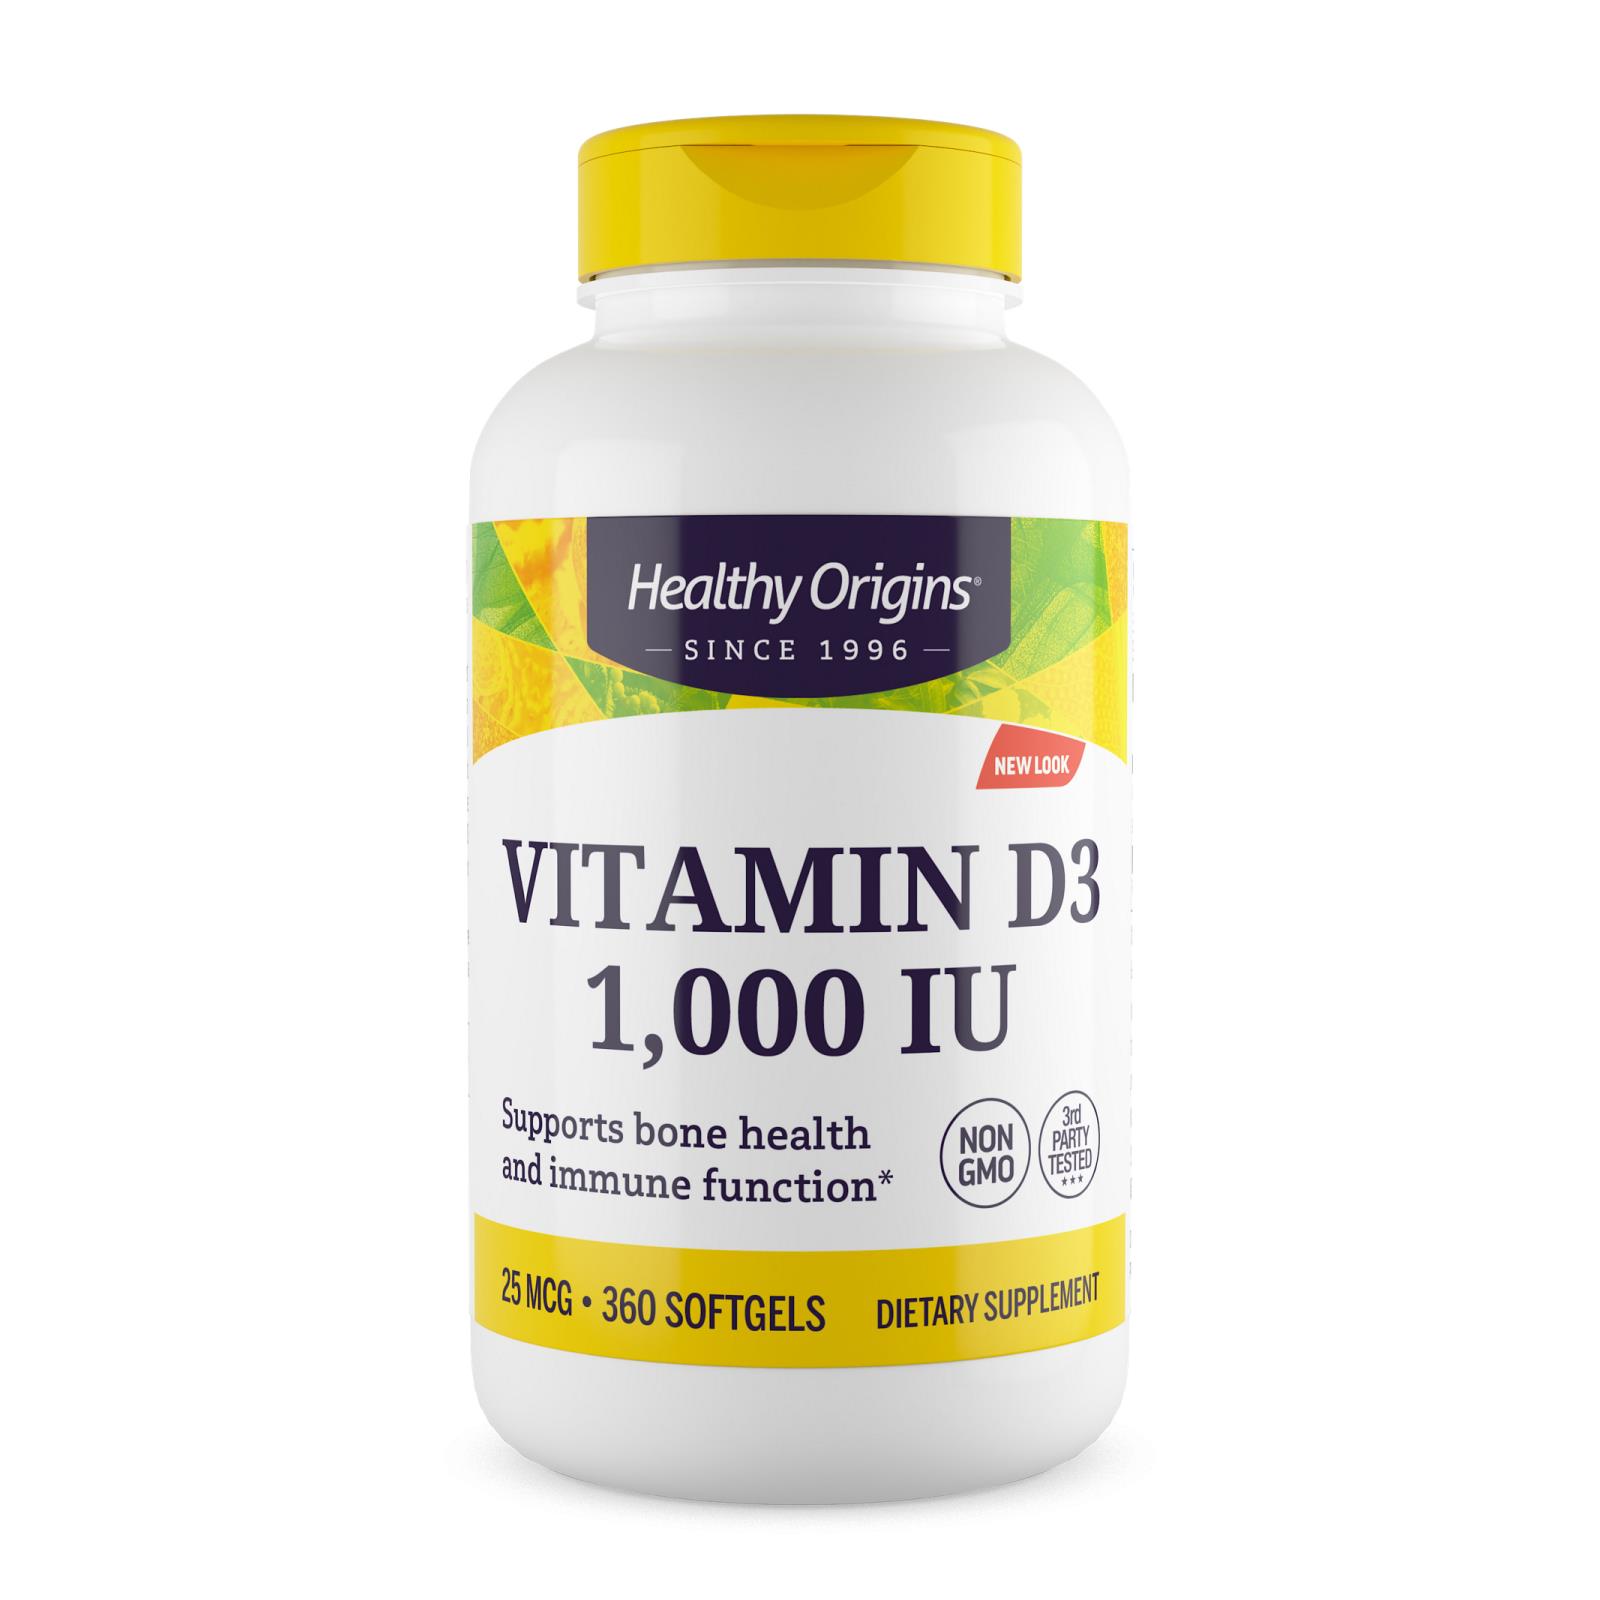 Healthy Origins®
SINCE 1996
NEW LOOK
VITAMIN D3
1,000 IU
Supports bone health
and immune function*
NON
GMO
3rd
PARTY
TESTED
25 MCG • 360 SOFTGELS
DIETARY SUPPLEMENT